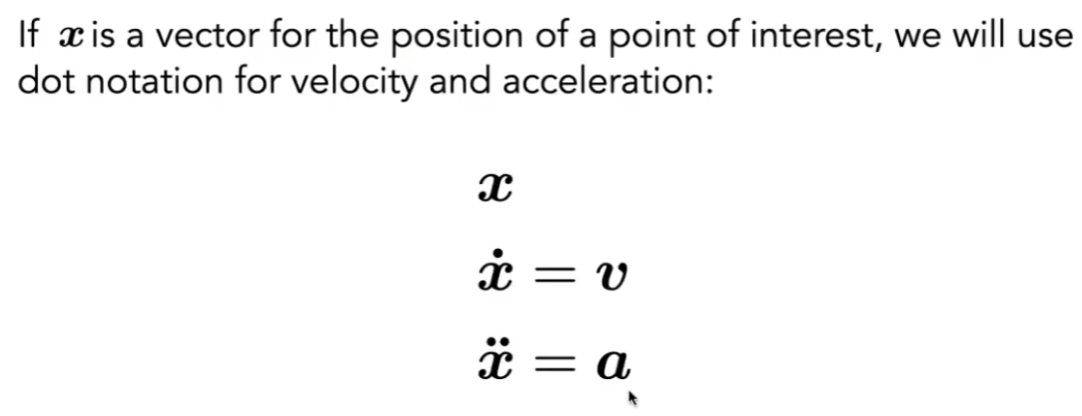 If 𝒙 is a vector for the position of a point of interest, we will use
dot notation for velocity and acceleration:
𝒙
𝒙̇ = 𝒗
𝒙̈ = 𝒂